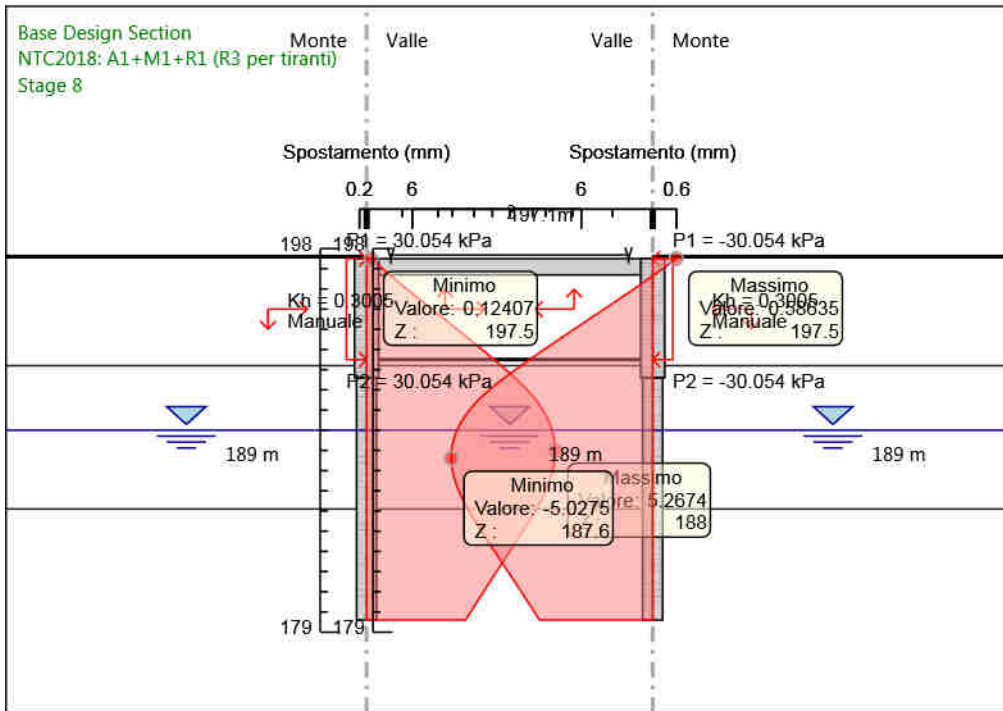 Base Design Section
NTC2018: A1+M1+R1 (R3 per tiranti)
Stage 8
Monte Valle Valle Monte
Spostamento (mm) Spostamento (mm)
0.2 6 6 0.6
P1 = 30.054 kPa P1 = -30.054 kPa
198 198
Minimo
Valore: 0.12407
Z : 197.5
Massimo
Valore: 0.58635
Z : 197.5
Kh = 0.3005 Kh = 0.3005
Manuale Manuale
P2 = 30.054 kPa P2 = -30.054 kPa
189 m 189 m 189 m
Minimo
Valore: -5.0275
Z : 187.6
Massimo
Valore: 5.2674
Z : 188
179 179